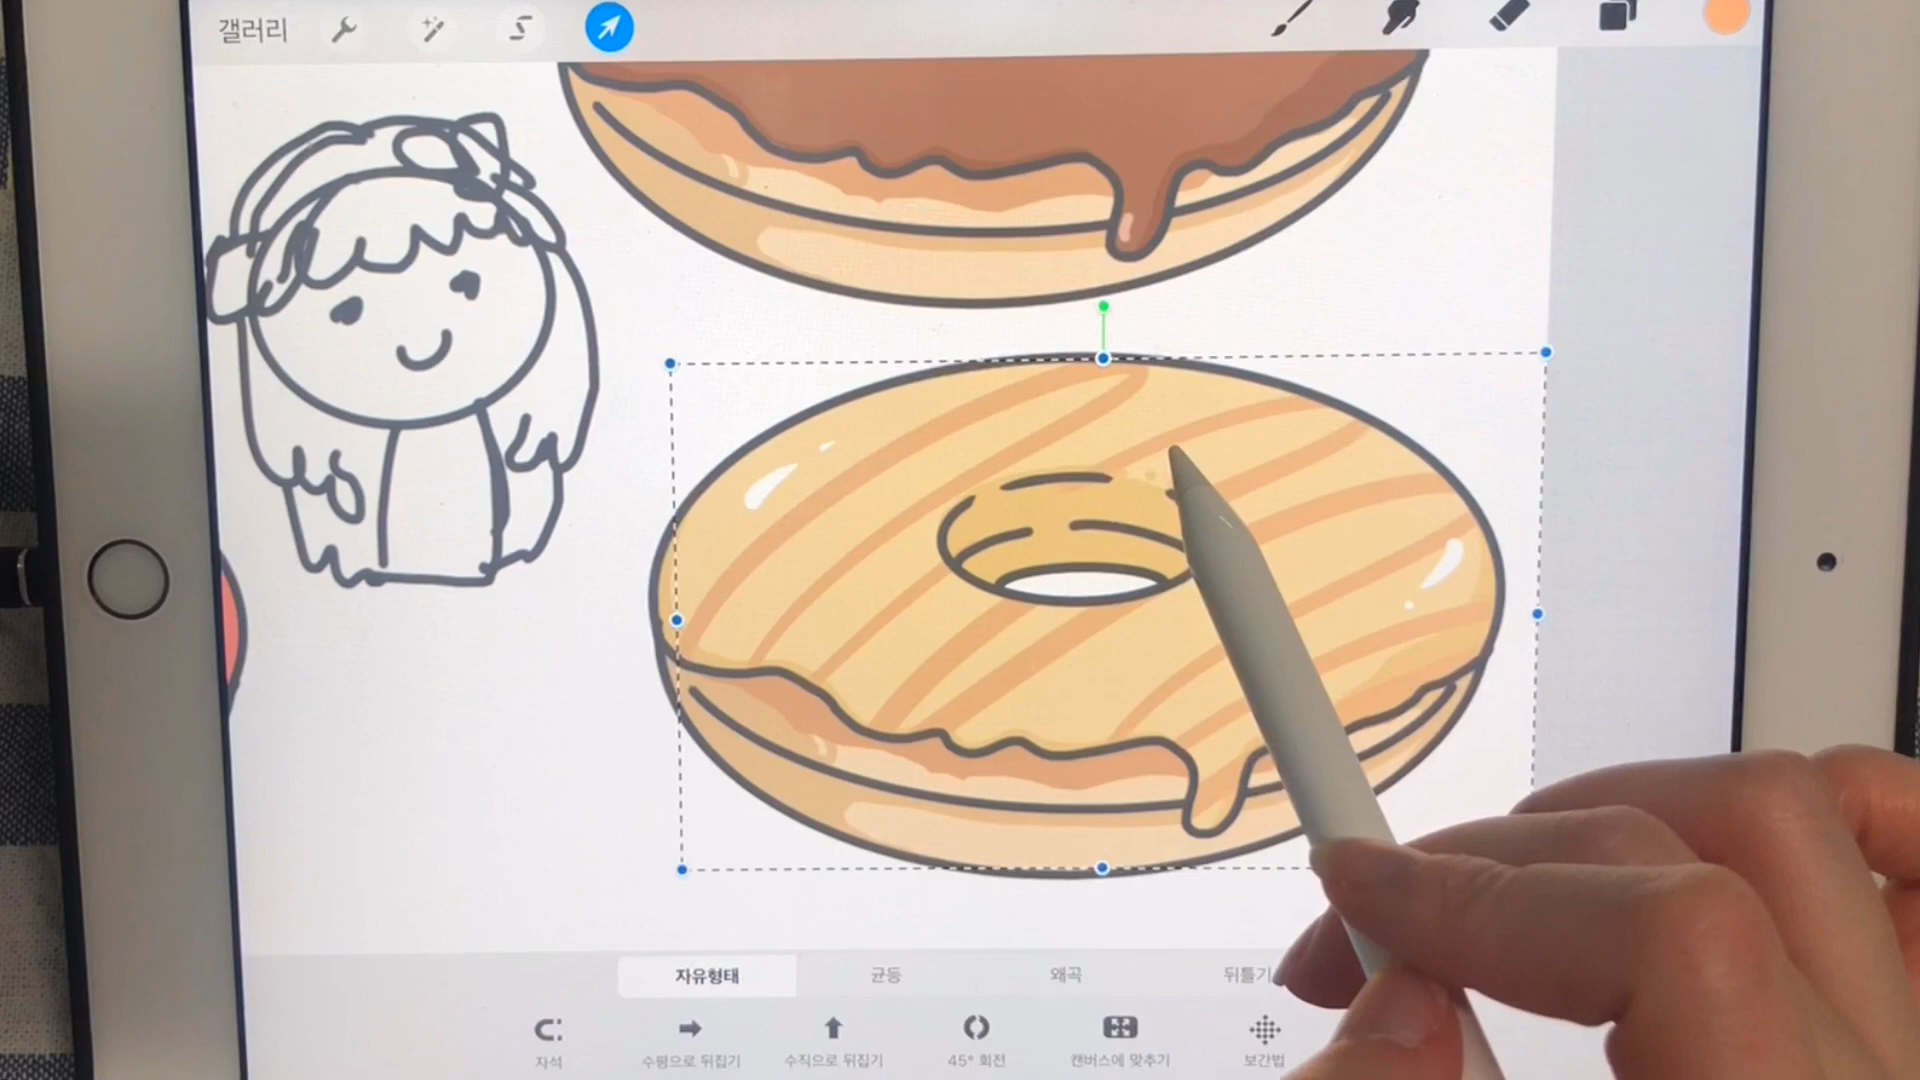 갤러리
자유형태
균등
왜곡
뒤틀기
자석
수평으로 뒤집기
수직으로 뒤집기
45° 회전
캔버스에 맞추기
보간법